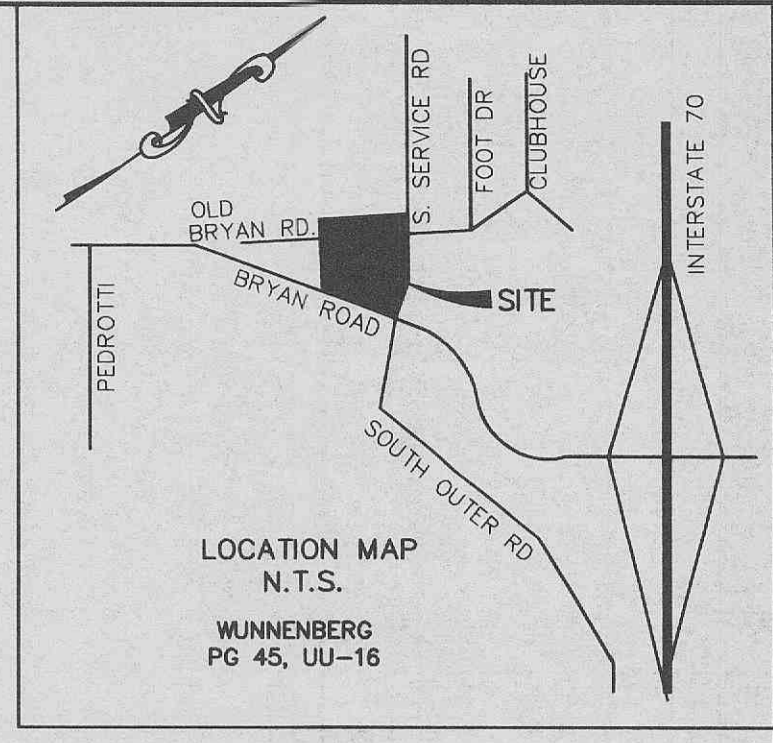 S. SERVICE RD
FOOT DR
CLUBHOUSE
INTERSTATE 70
OLD
BRYAN RD.
BRYAN ROAD
SITE
PEDROTTI
SOUTH OUTER RD
LOCATION MAP
N.T.S.
WUNNENBERG
PG 45, UU-16